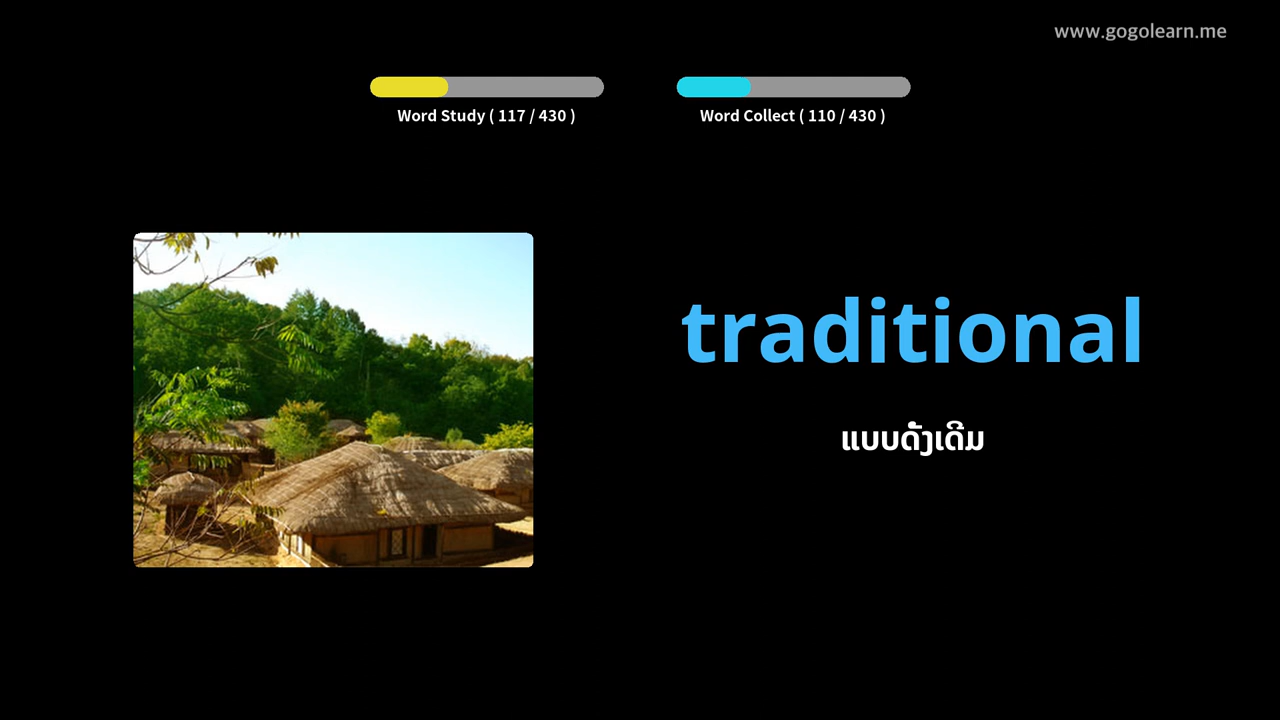 www.gogolearn.me
Word Study ( 117 / 430 )
Word Collect ( 110 / 430 )
traditional
ແບບດັ້ງເດີມ